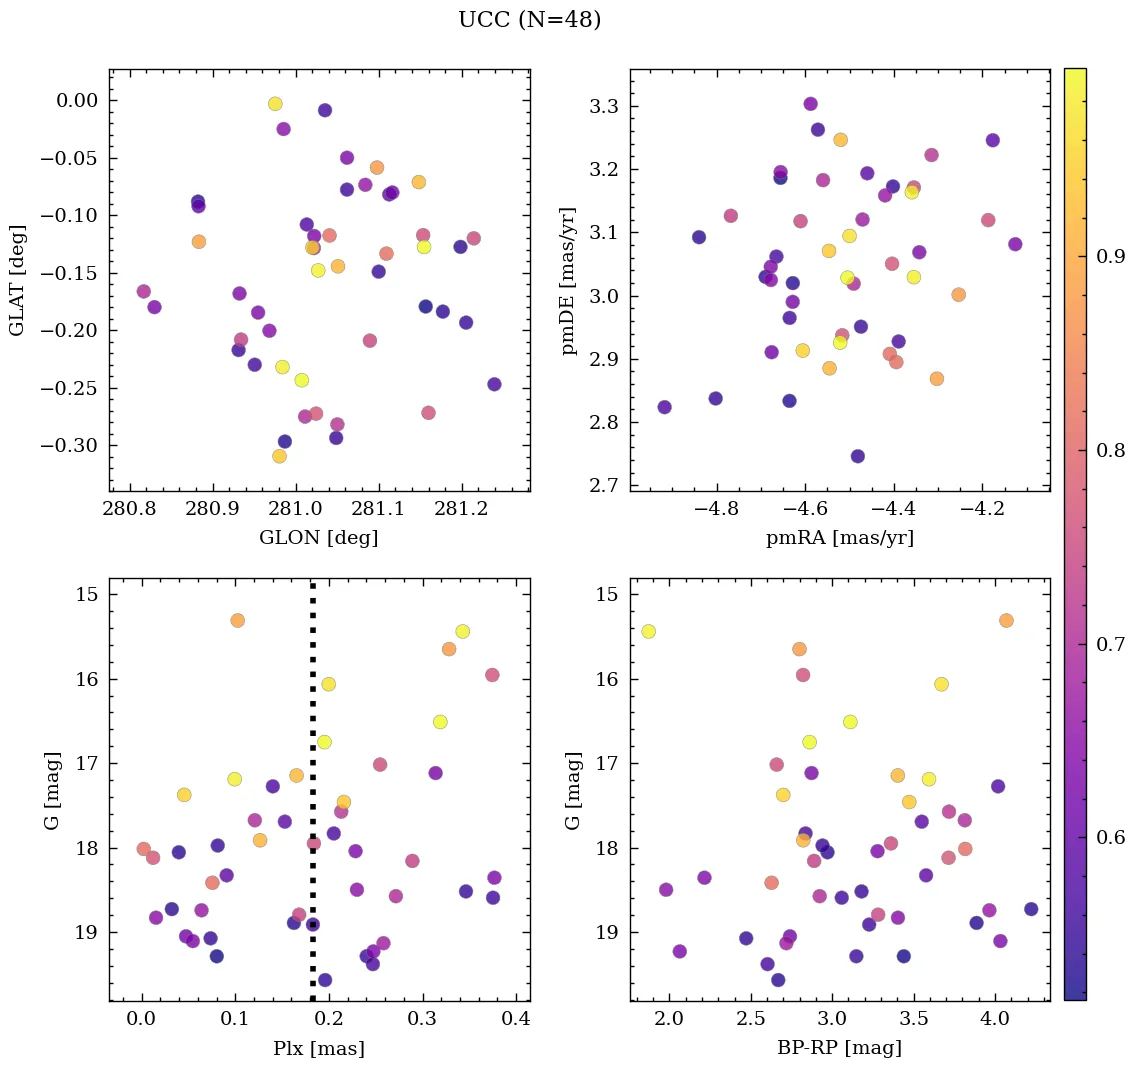 UCC (N=48)
0.00
−0.05
−0.10
−0.15
−0.20
−0.25
−0.30
GLAT [deg]
280.8 280.9 281.0 281.1 281.2
GLON [deg]
3.3
3.2
3.1
3.0
2.9
2.8
2.7
pmDE [mas/yr]
−4.8 −4.6 −4.4 −4.2
pmRA [mas/yr]
0.9
0.8
0.7
0.6
15
16
17
18
19
G [mag]
0.0 0.1 0.2 0.3 0.4
Plx [mas]
15
16
17
18
19
G [mag]
2.0 2.5 3.0 3.5 4.0
BP-RP [mag]